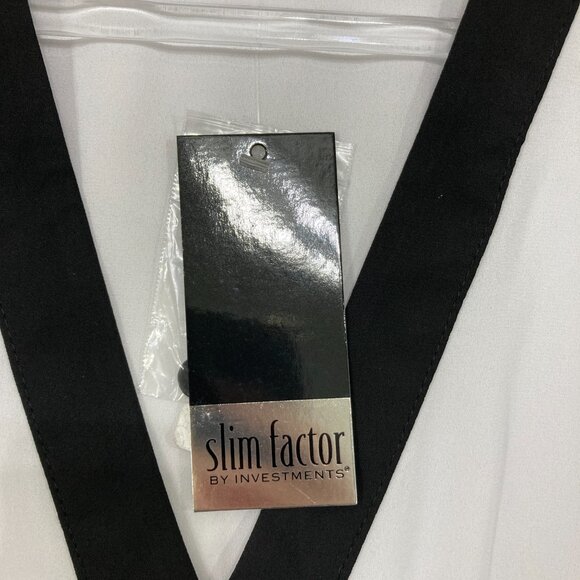 slim factor
BY INVESTMENTS®